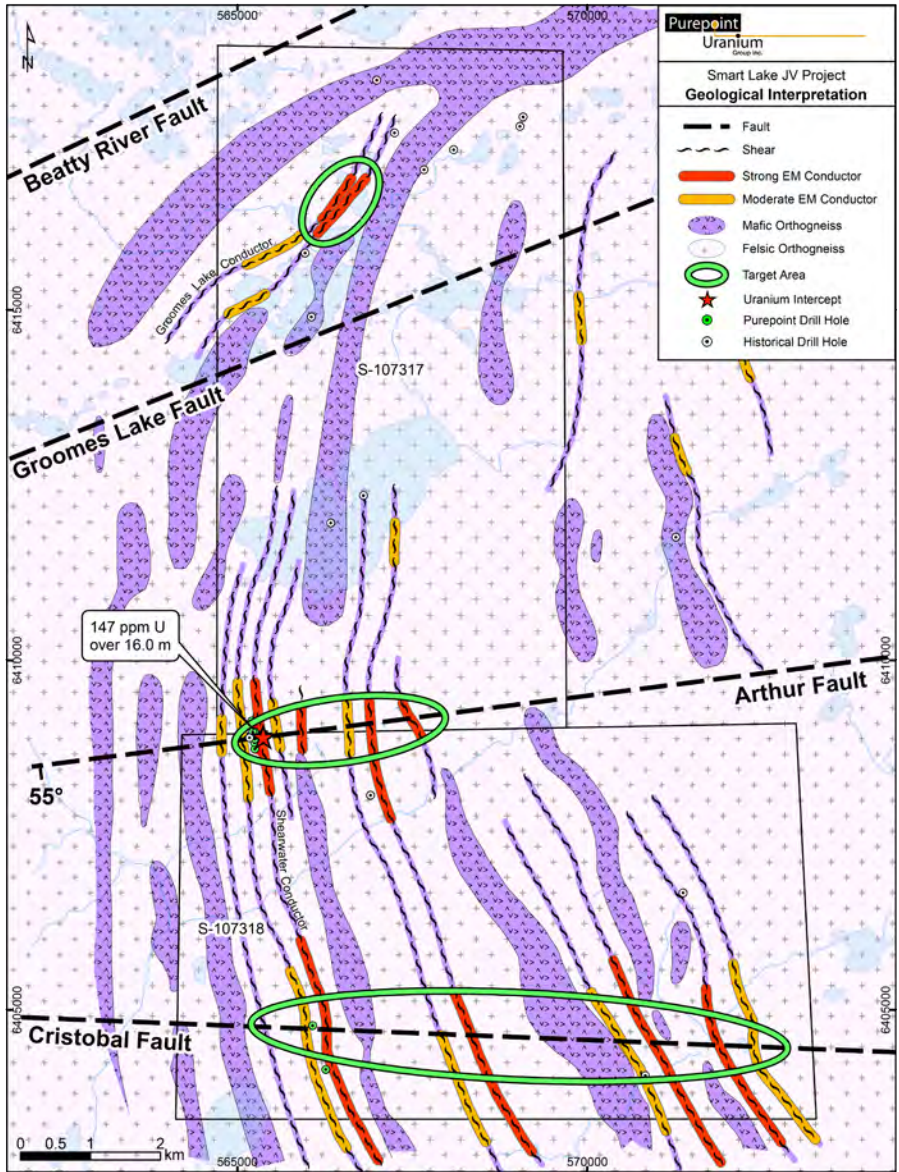 565000
570000
N
Purepoint
Uranium
Group Inc.
Smart Lake JV Project
Geological Interpretation
Fault
Shear
Strong EM Conductor
Moderate EM Conductor
Mafic Orthogneiss
Felsic Orthogneiss
Target Area
Uranium Intercept
Purepoint Drill Hole
Historical Drill Hole
Beatty River Fault
Groomes Lake Conductor
6415000
6415000
S-107317
Groomes Lake Fault
147 ppm U
over 16.0 m
6410000
6410000
Arthur Fault
55°
Shearwater Conductor
S-107318
6405000
6405000
Cristobal Fault
0 0.5 1 2
km
565000
570000